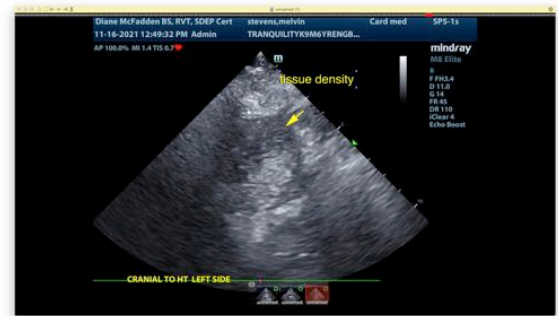 Diane McFadden BS, RVT, SDEP Cert stevens,melvin Card med SP5-1s
11-16-2021 12:49:32 PM Admin TRANQUILITYK9M6YRENGB...
AP 100.0% MI 1.4 TIS 0.7
mindray
M8 Elite
tissue density
B
F FH3.4
D 11.0
G 14
FR 45
DR 110
iClear 4
Echo Boost
CRANIAL TO HT LEFT SIDE